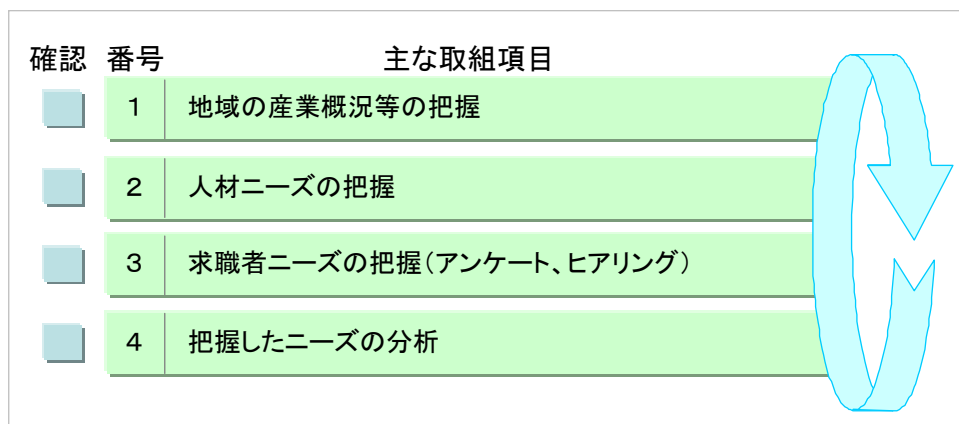 確認 番号 主な取組項目
1 地域の産業概況等の把握
2 人材ニーズの把握
3 求職者ニーズの把握（アンケート、ヒアリング）
4 把握したニーズの分析